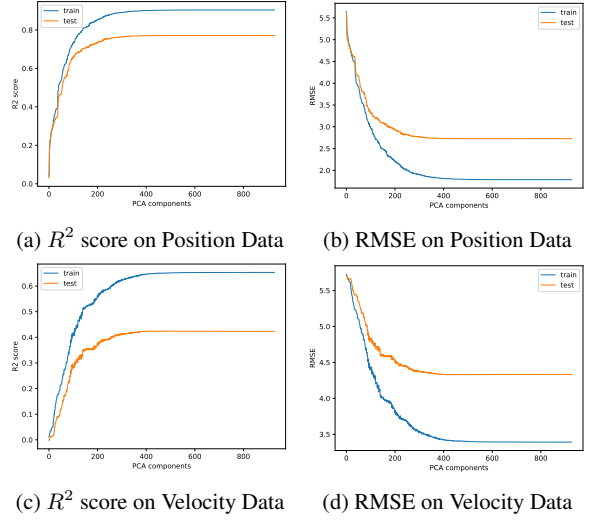 train
test
R2 score
0.8
0.6
0.4
0.2
0.0
0 200 400 600 800
PCA components
(a) R² score on Position Data
train
test
RMSE
5.5
5.0
4.5
4.0
3.5
3.0
2.5
2.0
0 200 400 600 800
PCA components
(b) RMSE on Position Data
train
test
R2 score
0.6
0.5
0.4
0.3
0.2
0.1
0.0
0 200 400 600 800
PCA components
(c) R² score on Velocity Data
train
test
RMSE
5.5
5.0
4.5
4.0
3.5
0 200 400 600 800
PCA components
(d) RMSE on Velocity Data